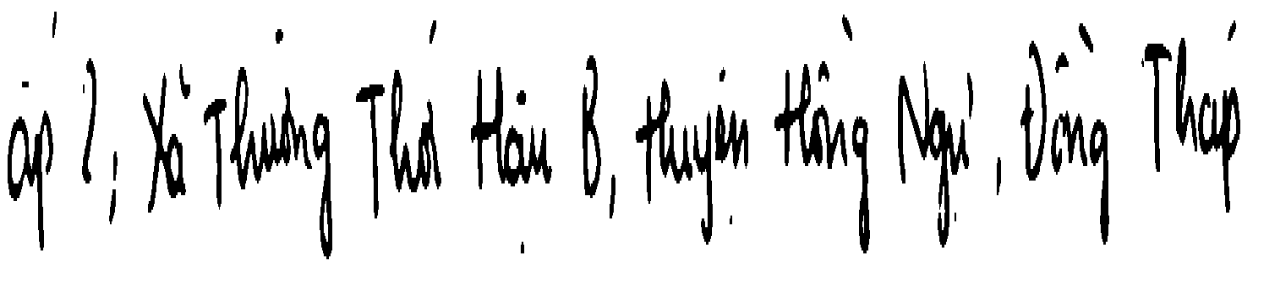 ấp 2, Xã Thường Thới Hậu B, Huyện Hồng Ngự, Đồng Tháp